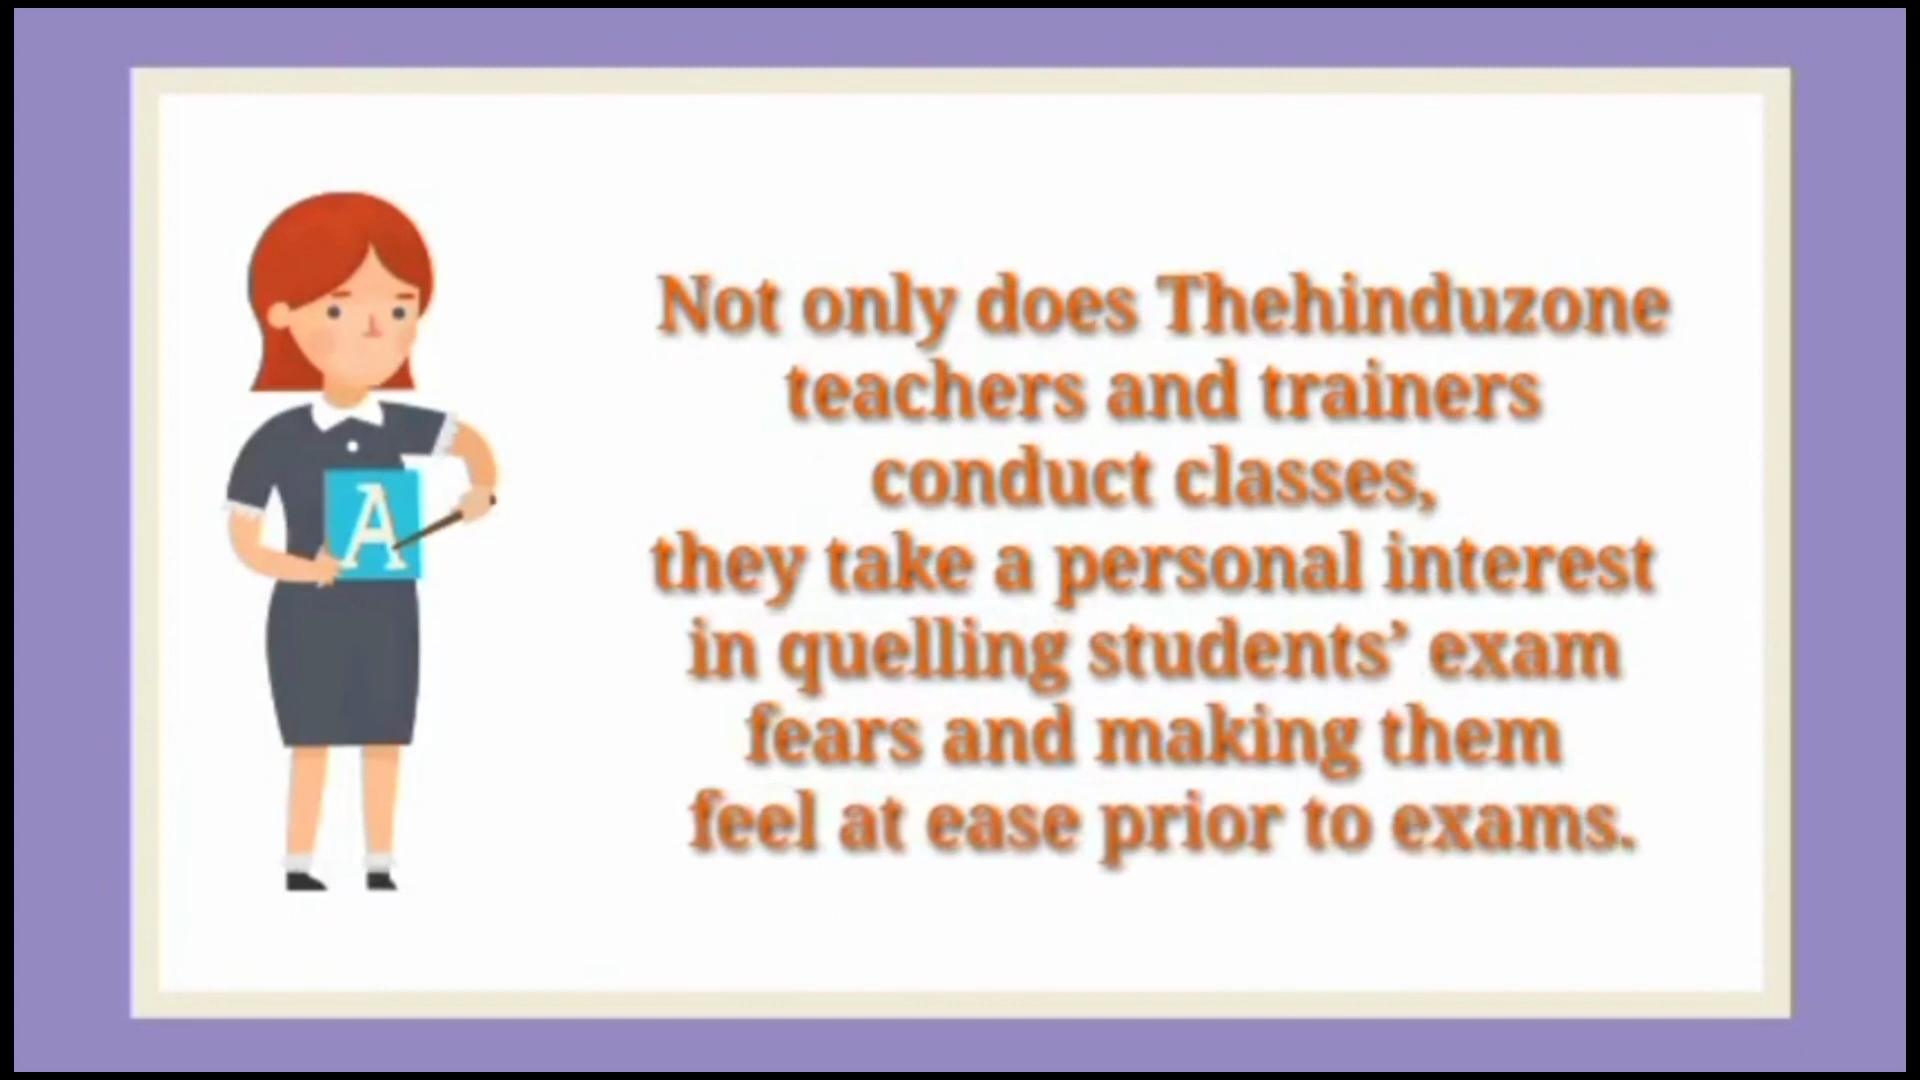 A
Not only does Thehinduzone
teachers and trainers
conduct classes,
they take a personal interest
in quelling students’ exam
fears and making them
feel at ease prior to exams.